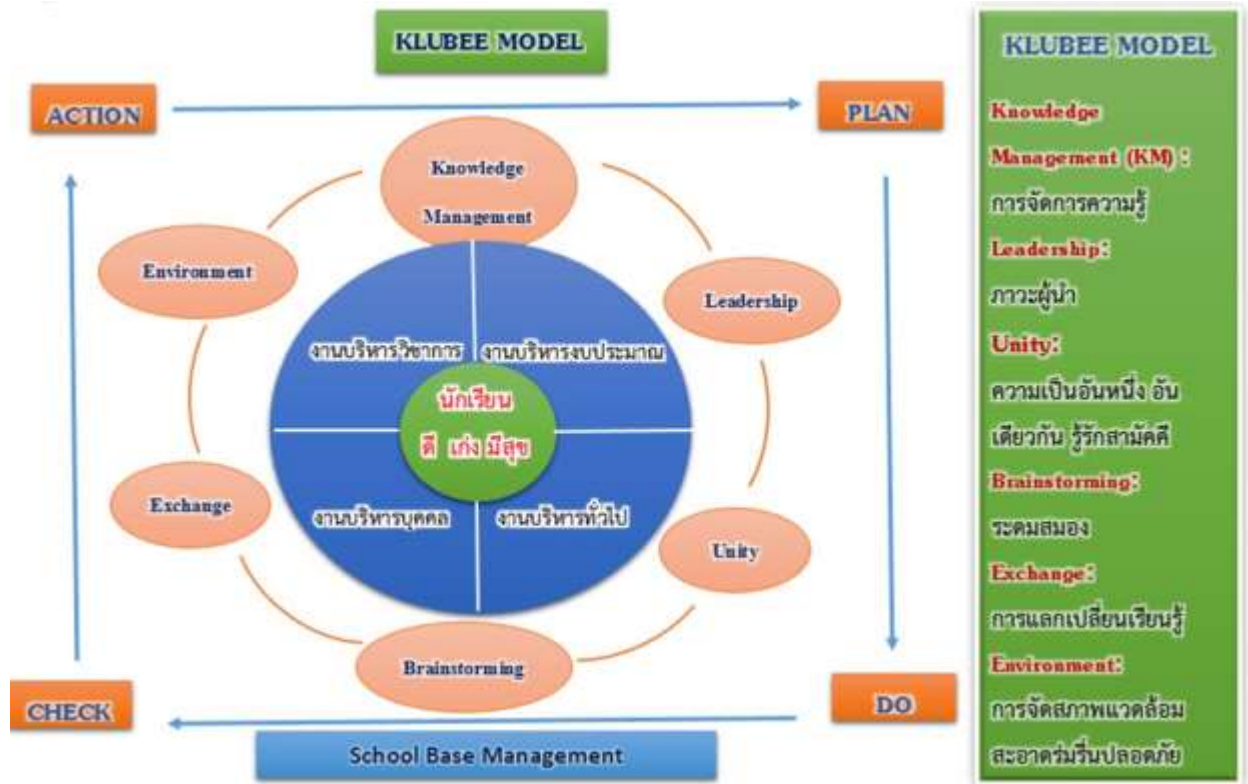 KLUBEE MODEL
ACTION
PLAN
Knowledge
Management
Environment
Leadership
งานบริหารวิชาการ
งานบริหารงบประมาณ
นักเรียน
ดี เก่ง มีสุข
Exchange
งานบริหารบุคคล
งานบริหารทั่วไป
Unity
Brainstorming
CHECK
DO
School Base Management
KLUBEE MODEL
Knowledge
Management (KM) :
การจัดการความรู้
Leadership:
ภาวะผู้นำ
Unity:
ความเป็นอันหนึ่ง อัน
เดียวกัน รู้รักสามัคคี
Brainstorming:
ระดมสมอง
Exchange:
การแลกเปลี่ยนเรียนรู้
Environment:
การจัดสภาพแวดล้อม
สะอาดร่มรื่นปลอดภัย